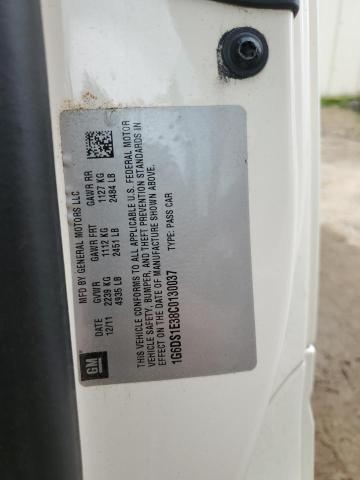 MFD BY GENERAL MOTORS LLC
DATE GVWR GAWR FRT GAWR RR
12/11 2239 KG 1112 KG 1127 KG
4935 LB 2451 LB 2484 LB
THIS VEHICLE CONFORMS TO ALL APPLICABLE U.S. FEDERAL MOTOR
VEHICLE SAFETY, BUMPER, AND THEFT PREVENTION STANDARDS IN
EFFECT ON THE DATE OF MANUFACTURE SHOWN ABOVE.
1G6DS1E38C0130037 TYPE: PASS CAR
GM